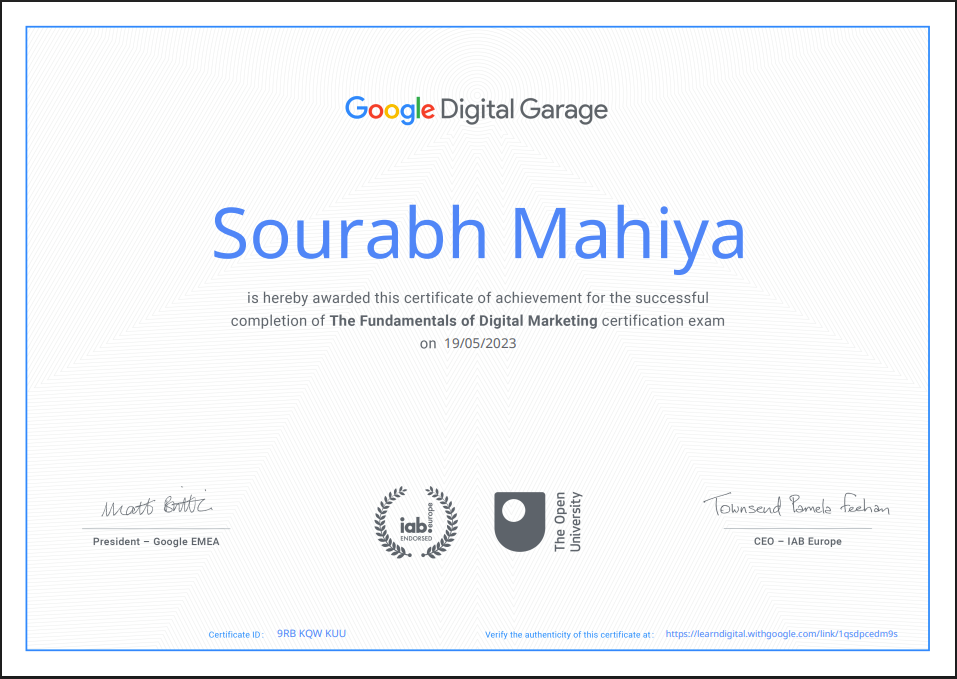 Google Digital Garage
Sourabh Mahiya
is hereby awarded this certificate of achievement for the successful
completion of The Fundamentals of Digital Marketing certification exam
on 19/05/2023
Matt Brittin
President – Google EMEA
iab.europe
ENDORSED
The Open
University
Townsend Pamela Feehan
CEO – IAB Europe
Certificate ID: 9RB KQW KUU
Verify the authenticity of this certificate at: https://learndigital.withgoogle.com/link/1qsdpcedm9s